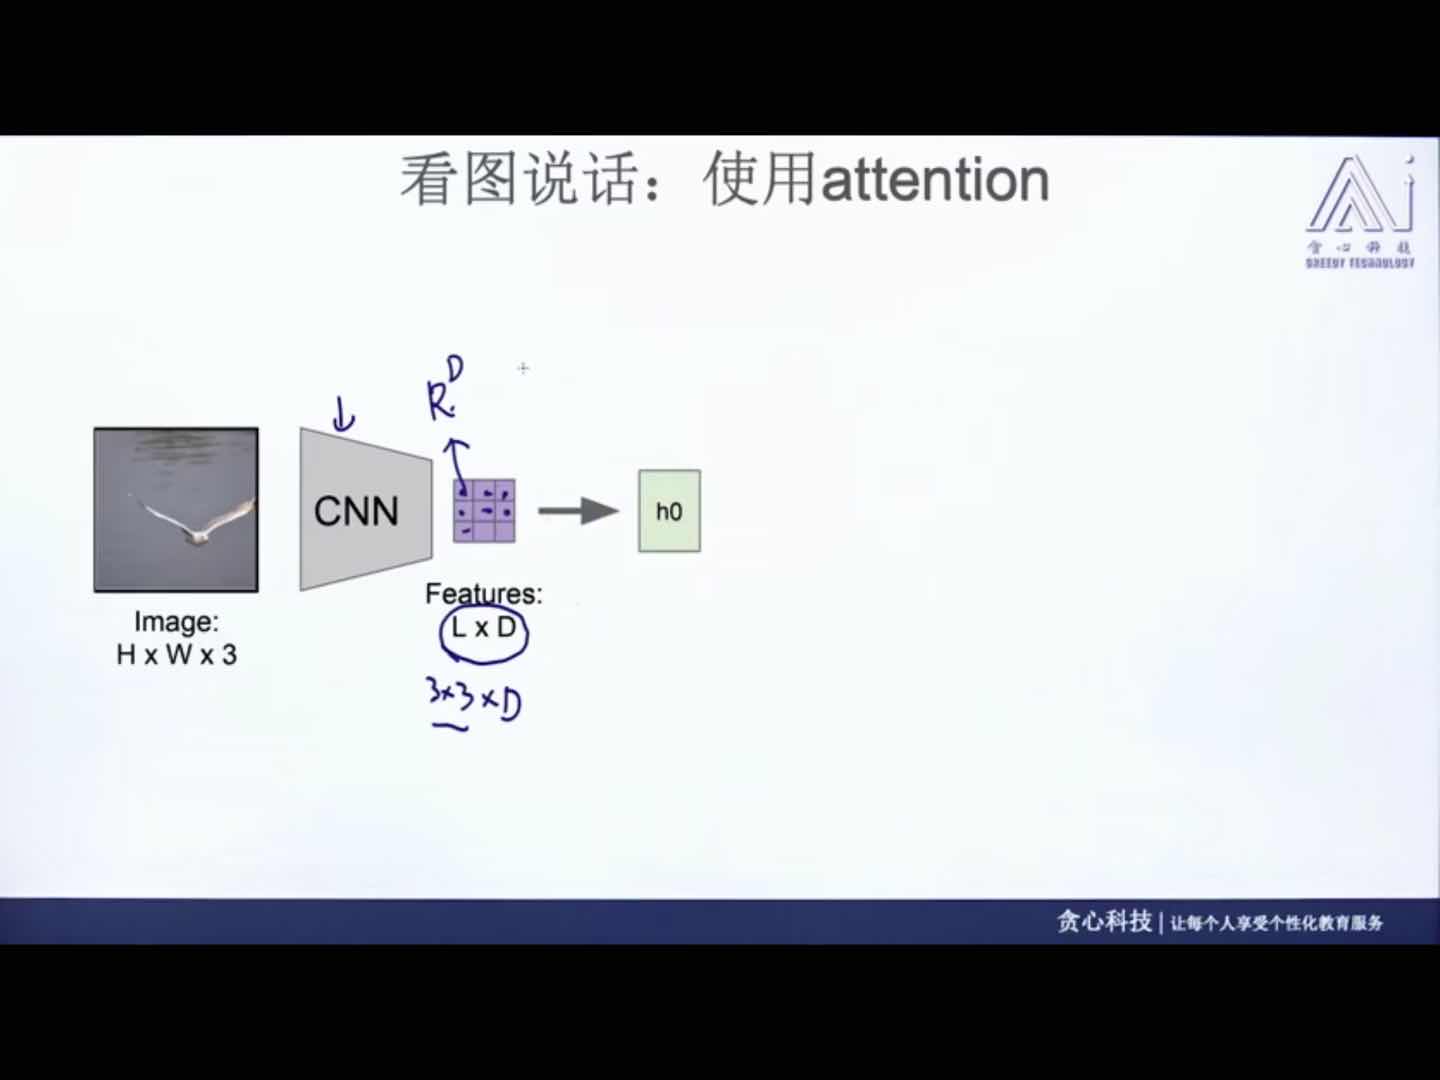 看图说话：使用attention
贪心科技
GREEDY TECHNOLOGY
R^D
CNN
h0
Image:
H x W x 3
Features:
L x D
3×3×D
贪心科技 | 让每个人享受个性化教育服务